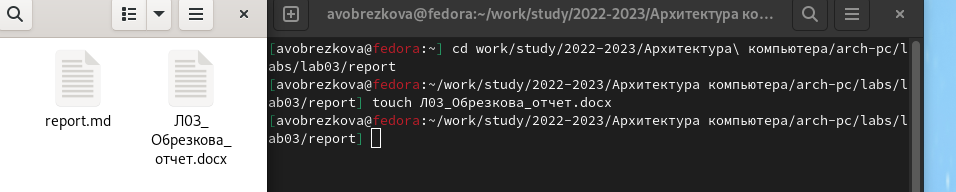 report.md
Л03_
Обрезкова_
отчет.docx
avobrezkova@fedora:~/work/study/2022-2023/Архитектура ко...
[avobrezkova@fedora:~] cd work/study/2022-2023/Архитектура\ компьютера/arch-pc/l
abs/lab03/report
[avobrezkova@fedora:~/work/study/2022-2023/Архитектура компьютера/arch-pc/labs/l
ab03/report] touch Л03_Обрезкова_отчет.docx
[avobrezkova@fedora:~/work/study/2022-2023/Архитектура компьютера/arch-pc/labs/l
ab03/report]